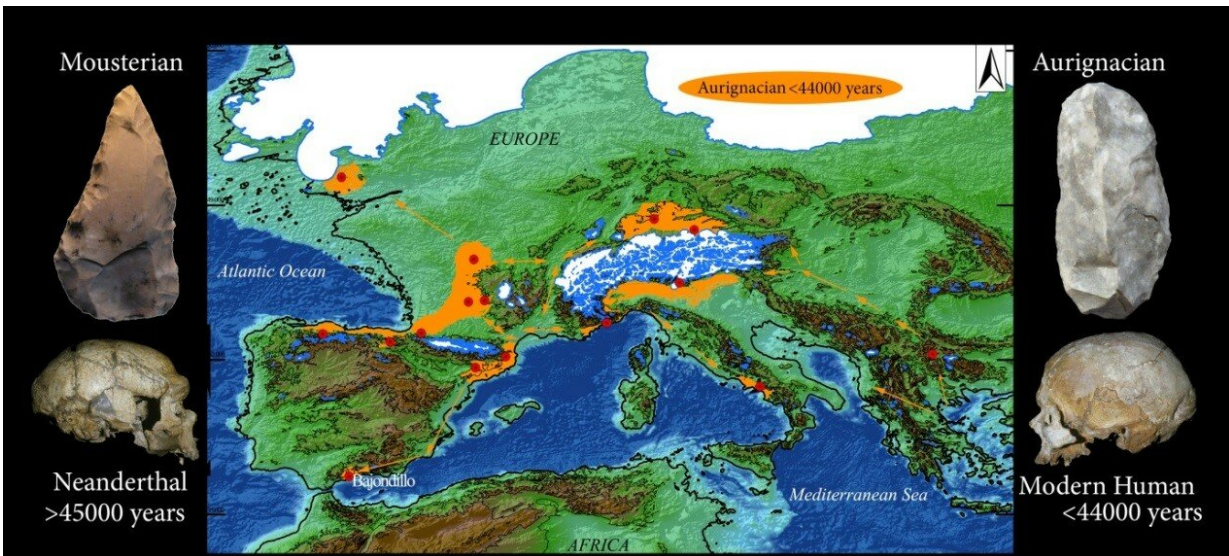 Mousterian
Neanderthal
>45000 years
Aurignacian <44000 years
EUROPE
Atlantic Ocean
Bajondillo
Mediterranean Sea
AFRICA
Aurignacian
Modern Human
<44000 years